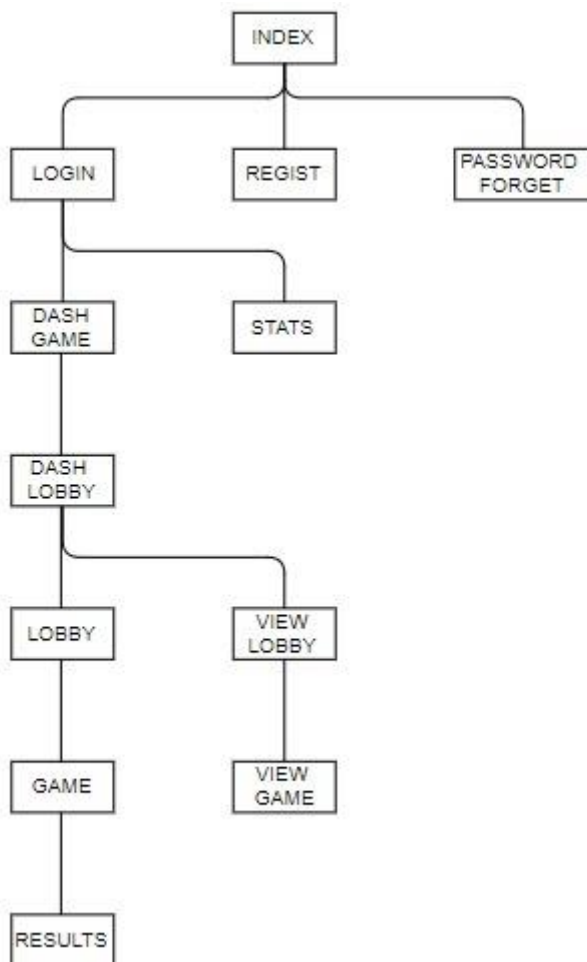 INDEX
LOGIN
REGIST
PASSWORD
FORGET
DASH
GAME
STATS
DASH
LOBBY
LOBBY
VIEW
LOBBY
GAME
VIEW
GAME
RESULTS